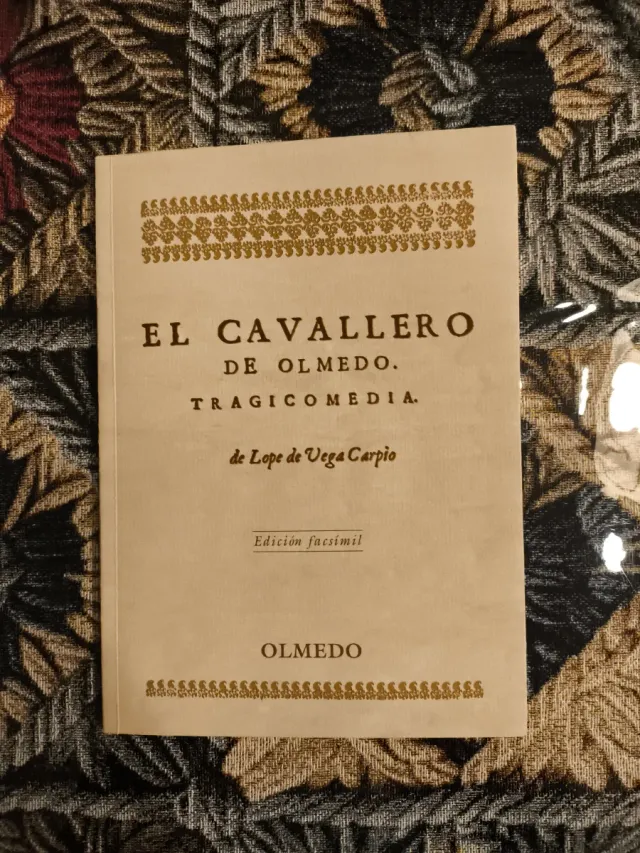 EL CAVALLERO
DE OLMEDO.
TRAGICOMEDIA.
de Lope de Vega Carpio
Edición facsímil
OLMEDO